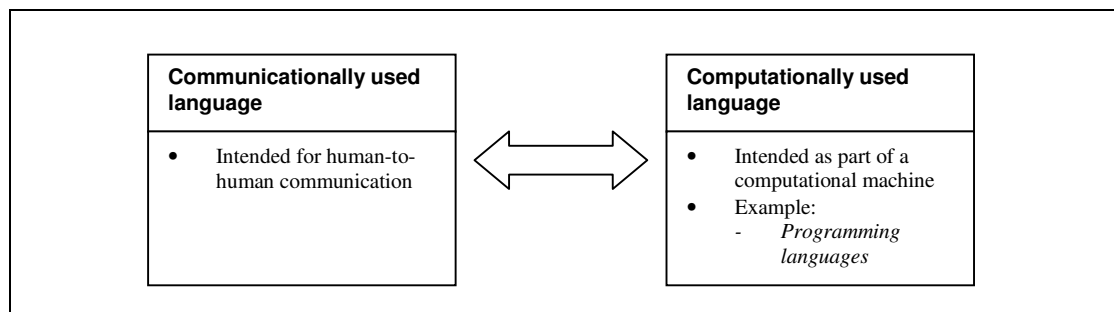 Communicationally used
language
• Intended for human-to-
human communication
Computationally used
language
• Intended as part of a
computational machine
• Example:
- Programming
languages